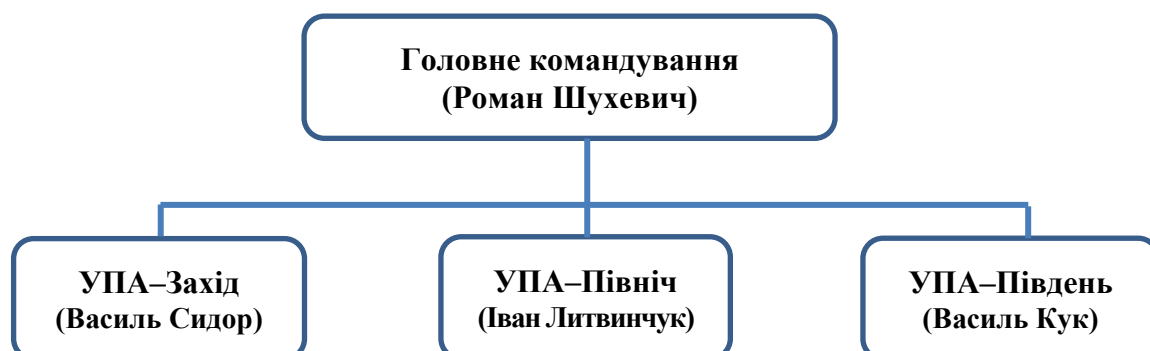 Головне командування
(Роман Шухевич)
УПА–Захід
(Василь Сидор)
УПА–Північ
(Іван Литвинчук)
УПА–Південь
(Василь Кук)